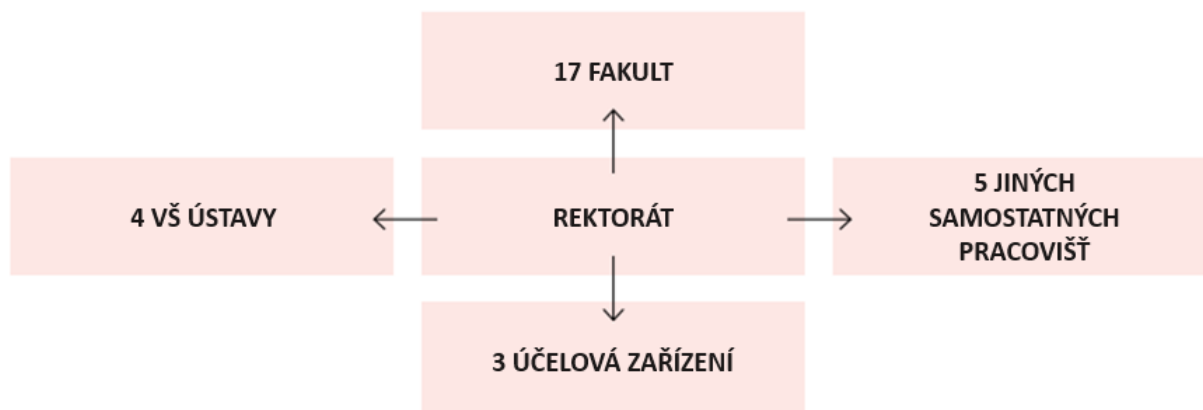 17 FAKULT
4 VŠ ÚSTAVY
REKTORÁT
5 JINÝCH
SAMOSTATNÝCH
PRACOVIŠŤ
3 ÚČELOVÁ ZAŘÍZENÍ